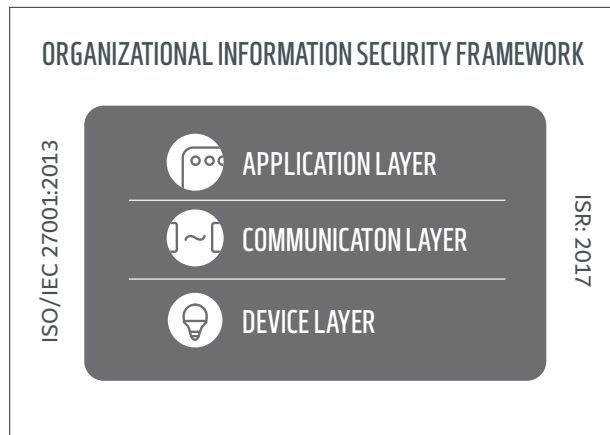 ORGANIZATIONAL INFORMATION SECURITY FRAMEWORK
ISO/IEC 27001:2013
APPLICATION LAYER
COMMUNICATON LAYER
DEVICE LAYER
ISR: 2017